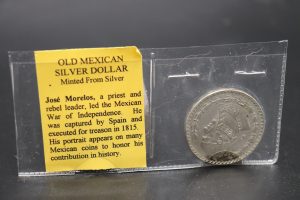 OLD MEXICAN
SILVER DOLLAR
Minted From Silver
José Morelos, a priest and
rebel leader, led the Mexican
War of Independence. He
was captured by Spain and
executed for treason in 1815.
His portrait appears on many
Mexican coins to honor his
contribution in history.